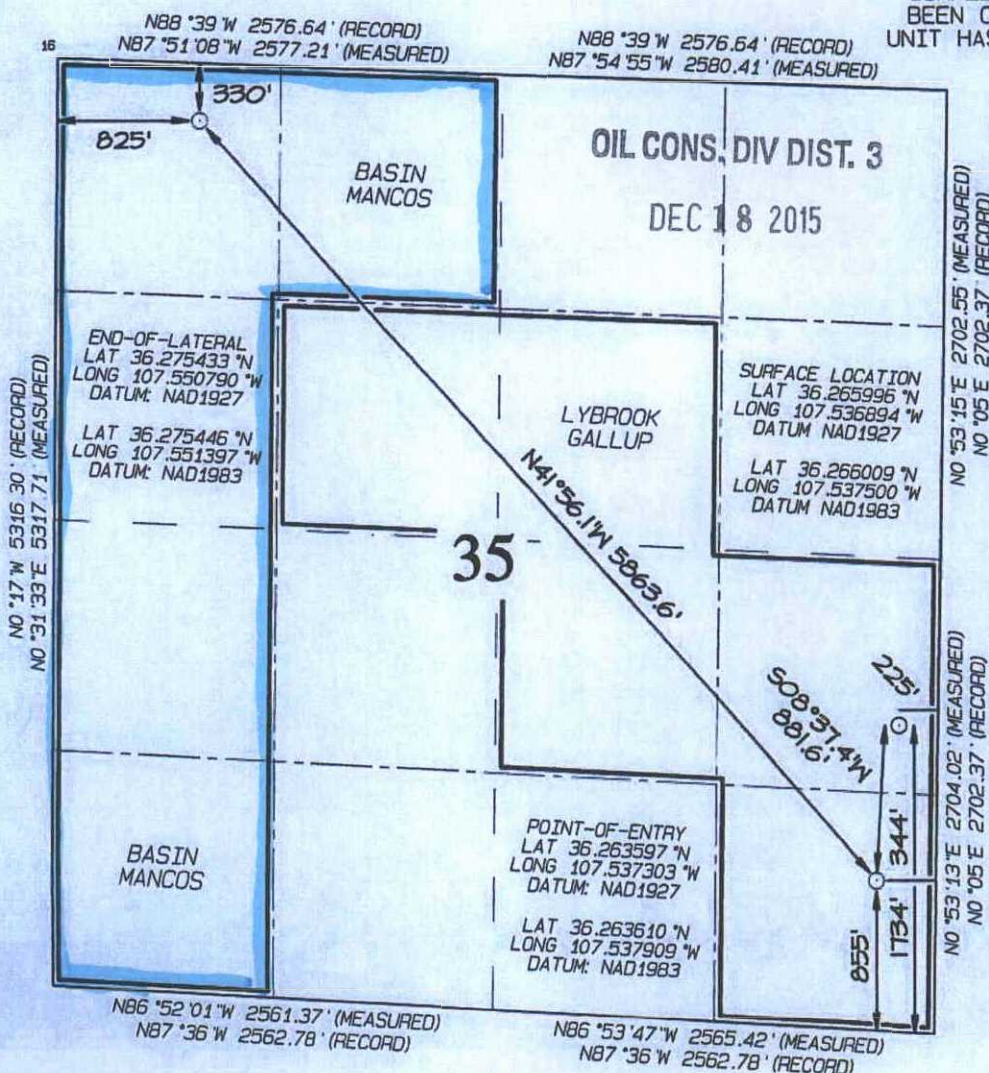 BEEN
UNIT HAS
N88 °39'W 2576.64' (RECORD)
N87 °51'08"W 2577.21' (MEASURED)
N88 °39'W 2576.64' (RECORD)
N87 °54'55"W 2580.41' (MEASURED)
16
330'
825'
BASIN
MANCOS
OIL CONS. DIV DIST. 3
DEC 18 2015
N0 °17'W 5316.30' (RECORD)
N0 °31'33"E 5317.71' (MEASURED)
N0 °53'15"E 2702.55' (MEASURED)
N0 °05'E 2702.37' (RECORD)
END-OF-LATERAL
LAT 36.275433 °N
LONG 107.550790 °W
DATUM: NAD1927
LAT 36.275446 °N
LONG 107.551397 °W
DATUM: NAD1983
LYBROOK
GALLUP
SURFACE LOCATION
LAT 36.265996 °N
LONG 107.536894 °W
DATUM NAD1927
LAT 36.266009 °N
LONG 107.537500 °W
DATUM NAD1983
N41°56.1'W 5863.6'
35
225'
S08°37.4'W
881.6'
N0 °53'13"E 2704.02' (MEASURED)
N0 °05'E 2702.37' (RECORD)
344'
1734'
855'
BASIN
MANCOS
POINT-OF-ENTRY
LAT 36.263597 °N
LONG 107.537303 °W
DATUM: NAD1927
LAT 36.263610 °N
LONG 107.537909 °W
DATUM: NAD1983
N86 °52'01"W 2561.37' (MEASURED)
N87 °36'W 2562.78' (RECORD)
N86 °53'47"W 2565.42' (MEASURED)
N87 °36'W 2562.78' (RECORD)